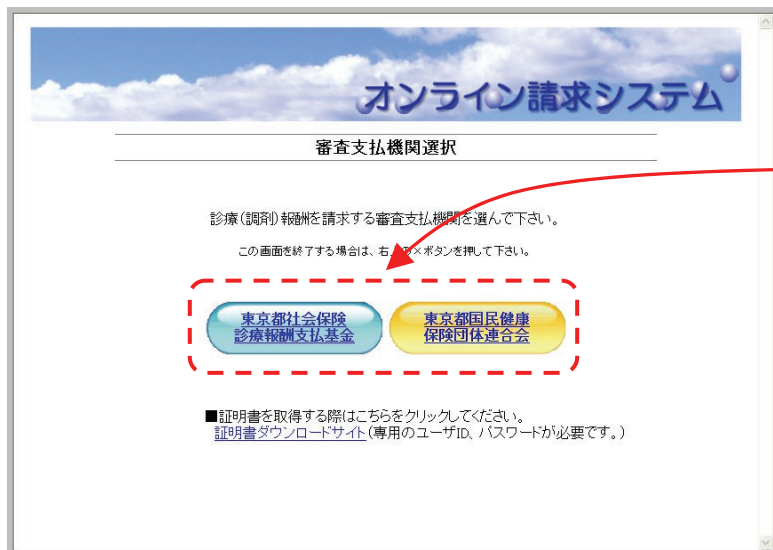 オンライン請求システム
審査支払機関選択
診療(調剤)報酬を請求する審査支払機関を選んで下さい。
この画面を終了する場合は、右上の×ボタンを押して下さい。
東京都社会保険
診療報酬支払基金
東京都国民健康
保険団体連合会
■証明書を取得する際はこちらをクリックしてください。
証明書ダウンロードサイト(専用のユーザID、パスワードが必要です。)